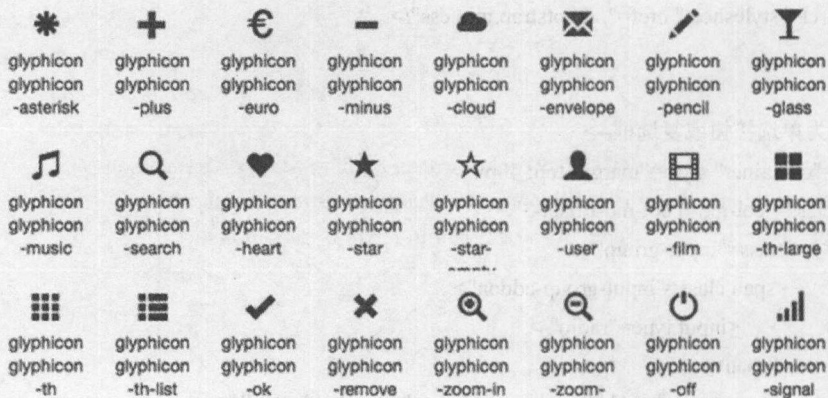 glyphicon glyphicon glyphicon glyphicon glyphicon glyphicon glyphicon glyphicon
glyphicon glyphicon glyphicon glyphicon glyphicon glyphicon glyphicon glyphicon
-asterisk -plus -euro -minus -cloud -envelope -pencil -glass
glyphicon glyphicon glyphicon glyphicon glyphicon glyphicon glyphicon glyphicon
glyphicon glyphicon glyphicon glyphicon glyphicon glyphicon glyphicon glyphicon
-music -search -heart -star -star- -user -film -th-large
glyphicon glyphicon glyphicon glyphicon glyphicon glyphicon glyphicon glyphicon
glyphicon glyphicon glyphicon glyphicon glyphicon glyphicon glyphicon glyphicon
-th -th-list -ok -remove -zoom-in -zoom- -off -signal